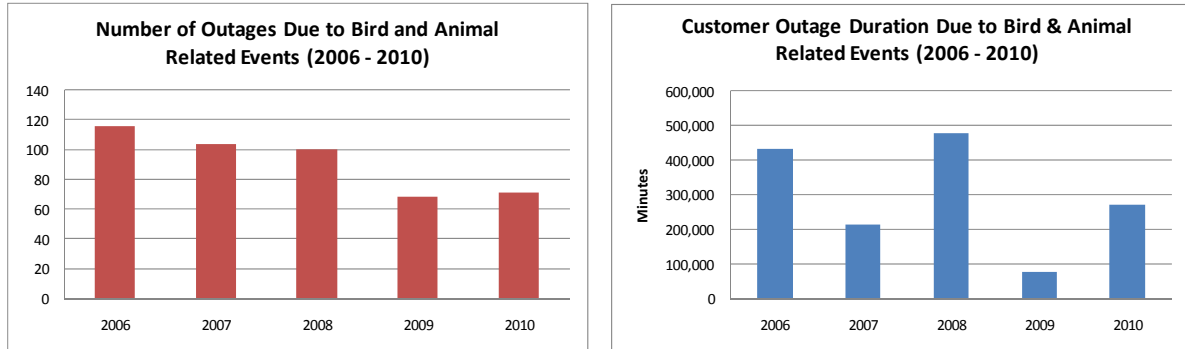 Number of Outages Due to Bird and Animal
Related Events (2006 - 2010)
140
120
100
80
60
40
20
0
2006 2007 2008 2009 2010
Customer Outage Duration Due to Bird & Animal
Related Events (2006 - 2010)
600,000
500,000
400,000
300,000
200,000
100,000
0
Minutes
2006 2007 2008 2009 2010